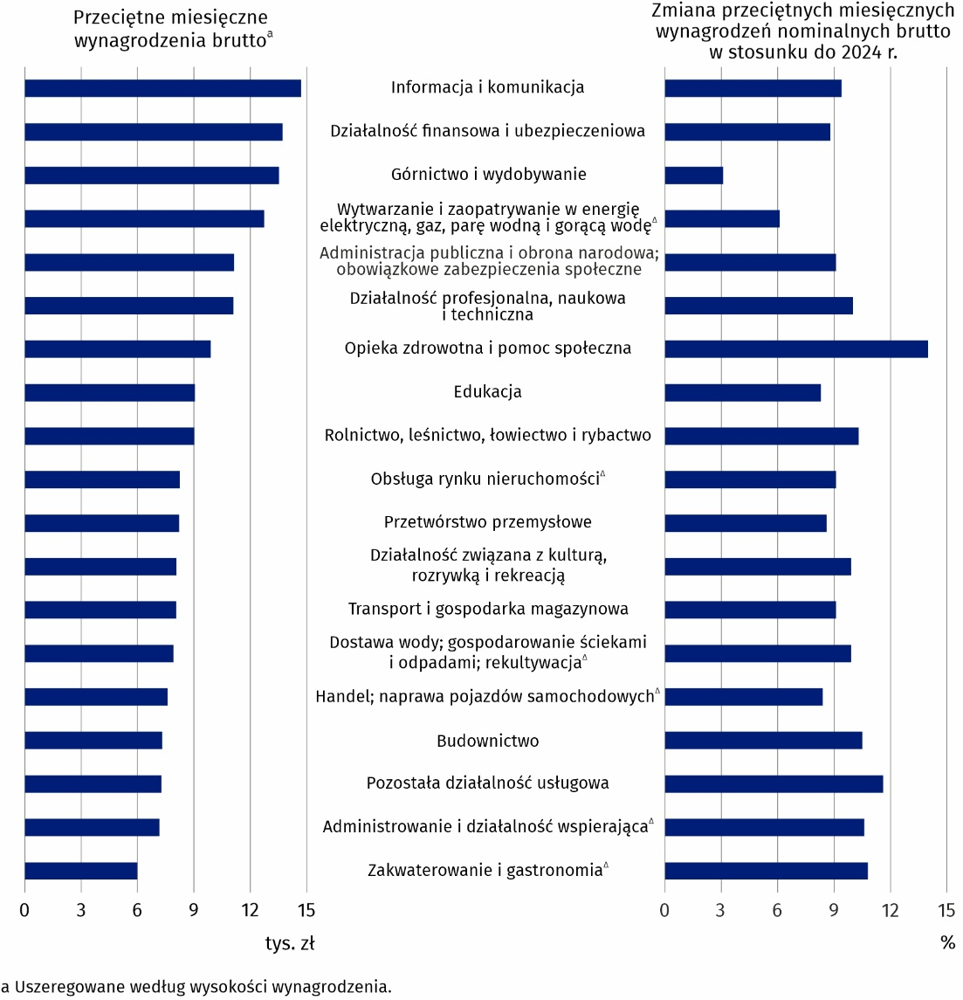 Przeciętne miesięczne
wynagrodzenia brutto^a
Zmiana przeciętnych miesięcznych
wynagrodzeń nominalnych brutto
w stosunku do 2024 r.
Informacja i komunikacja
Działalność finansowa i ubezpieczeniowa
Górnictwo i wydobywanie
Wytwarzanie i zaopatrywanie w energię
elektryczną, gaz, parę wodną i gorącą wodę^Δ
Administracja publiczna i obrona narodowa;
obowiązkowe zabezpieczenia społeczne
Działalność profesjonalna, naukowa
i techniczna
Opieka zdrowotna i pomoc społeczna
Edukacja
Rolnictwo, leśnictwo, łowiectwo i rybactwo
Obsługa rynku nieruchomości^Δ
Przetwórstwo przemysłowe
Działalność związana z kulturą,
rozrywką i rekreacją
Transport i gospodarka magazynowa
Dostawa wody; gospodarowanie ściekami
i odpadami; rekultywacja^Δ
Handel; naprawa pojazdów samochodowych^Δ
Budownictwo
Pozostała działalność usługowa
Administrowanie i działalność wspierająca^Δ
Zakwaterowanie i gastronomia^Δ
0 3 6 9 12 15
tys. zł
0 3 6 9 12 15
%
a Uszeregowane według wysokości wynagrodzenia.